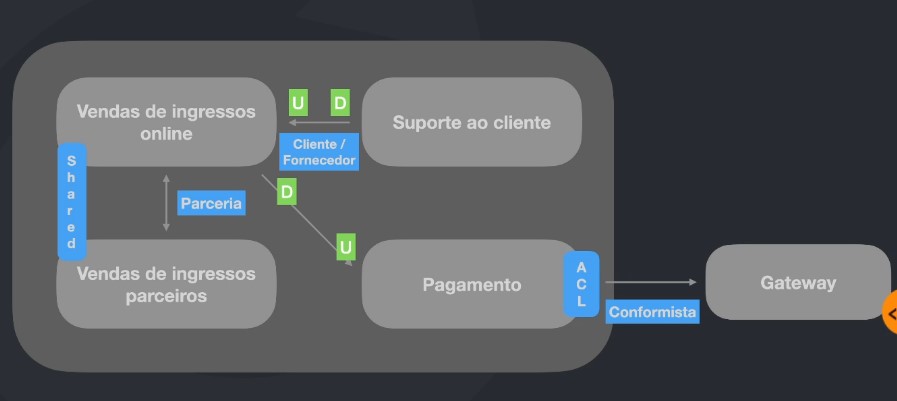 Vendas de ingressos
online
U
D
Suporte ao cliente
Cliente /
Fornecedor
Shared
Parceria
D
U
Vendas de ingressos
parceiros
Pagamento
ACL
Conformista
Gateway